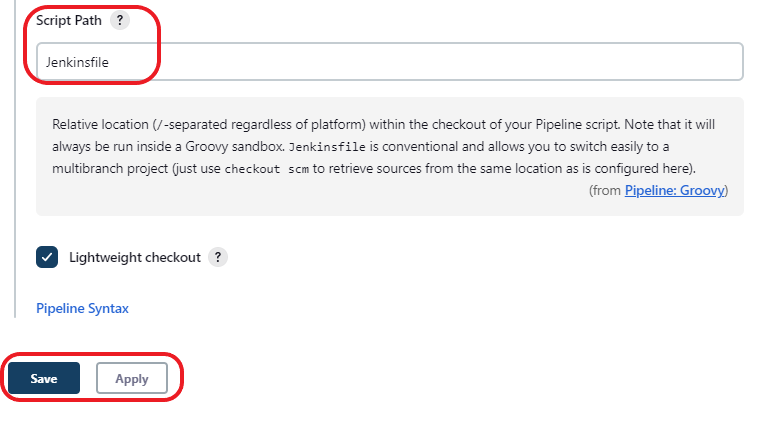 Script Path ?
Jenkinsfile
Relative location (/-separated regardless of platform) within the checkout of your Pipeline script. Note that it will
always be run inside a Groovy sandbox. Jenkinsfile is conventional and allows you to switch easily to a
multibranch project (just use checkout scm to retrieve sources from the same location as is configured here).
(from Pipeline: Groovy)
Lightweight checkout ?
Pipeline Syntax
Save Apply